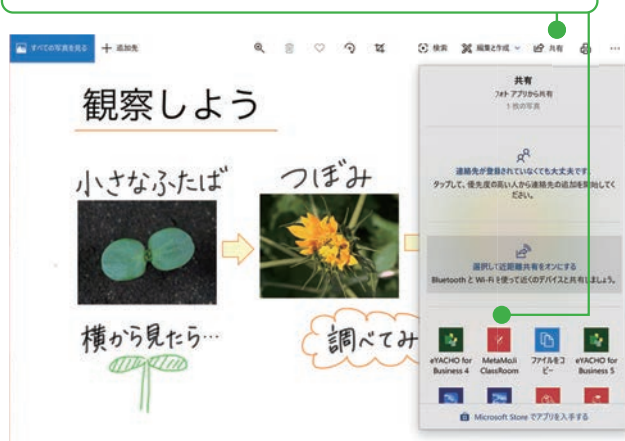 すべての写真を見る
追加先
検索
編集と作成
共有
観察しよう
小さなふたば
つぼみ
横から見たら…
調べてみ
共有
フォト アプリから共有
1 枚の写真
連絡先が登録されていなくても大丈夫です。
タップして、優先度の高い人から連絡先の追加を開始してく
ださい。
選択して近距離共有をオンにする
Bluetooth と Wi-Fi を使って近くのデバイスと共有しましょう。
eYACHO for
Business 4
MetaMoJi
ClassRoom
ファイルをコ
ピー
eYACHO for
Business 5
Microsoft Store でアプリを入手する